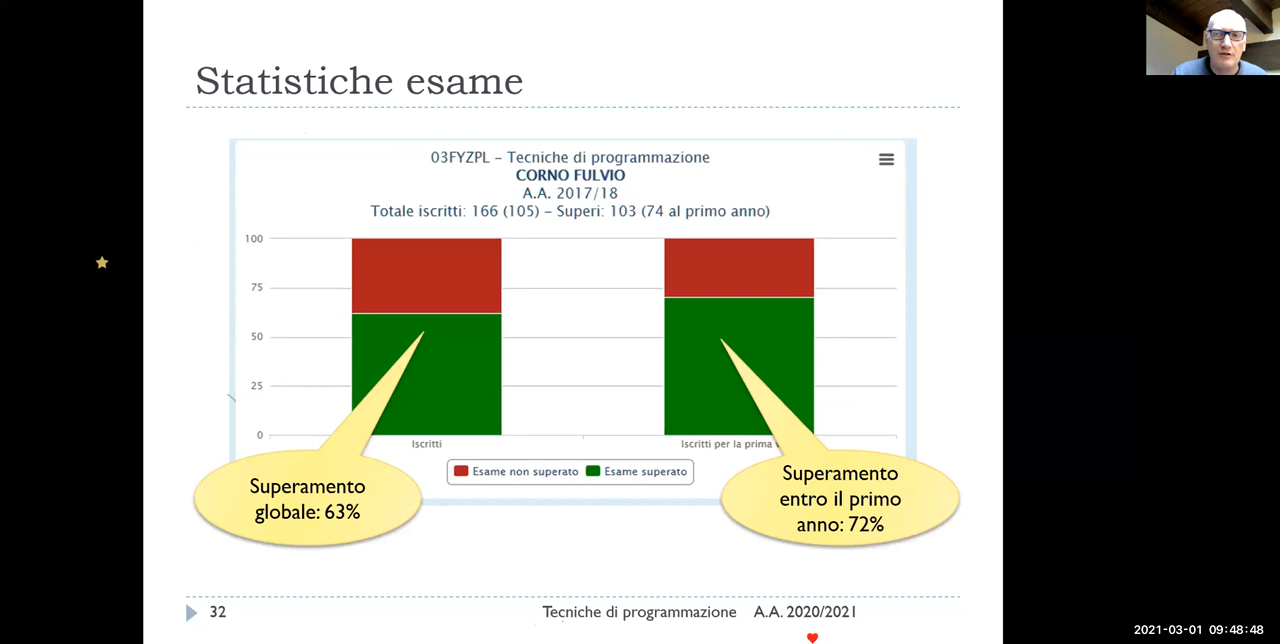 Statistiche esame
03FYZPL – Tecniche di programmazione
CORNO FULVIO
A.A. 2017/18
Totale iscritti: 166 (105) – Superi: 103 (74 al primo anno)
100
75
50
25
0
Iscritti
Iscritti per la prima
Esame non superato
Esame superato
Superamento
globale: 63%
Superamento
entro il primo
anno: 72%
32
Tecniche di programmazione A.A. 2020/2021
2021-03-01 09:48:48